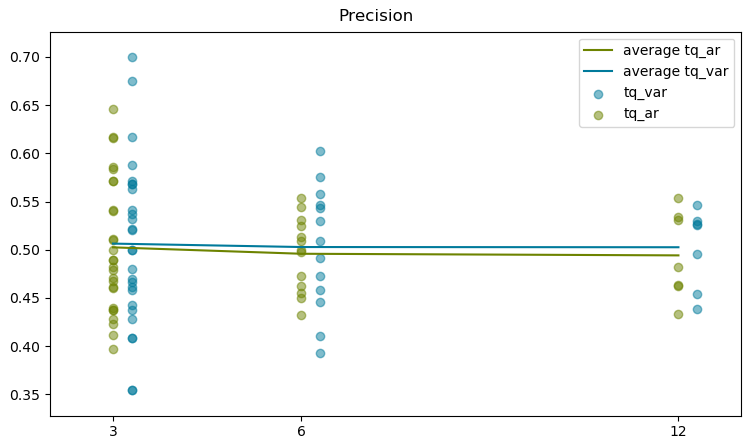 Precision
0.70
0.65
0.60
0.55
0.50
0.45
0.40
0.35
3
6
12
average tq_ar
average tq_var
tq_var
tq_ar